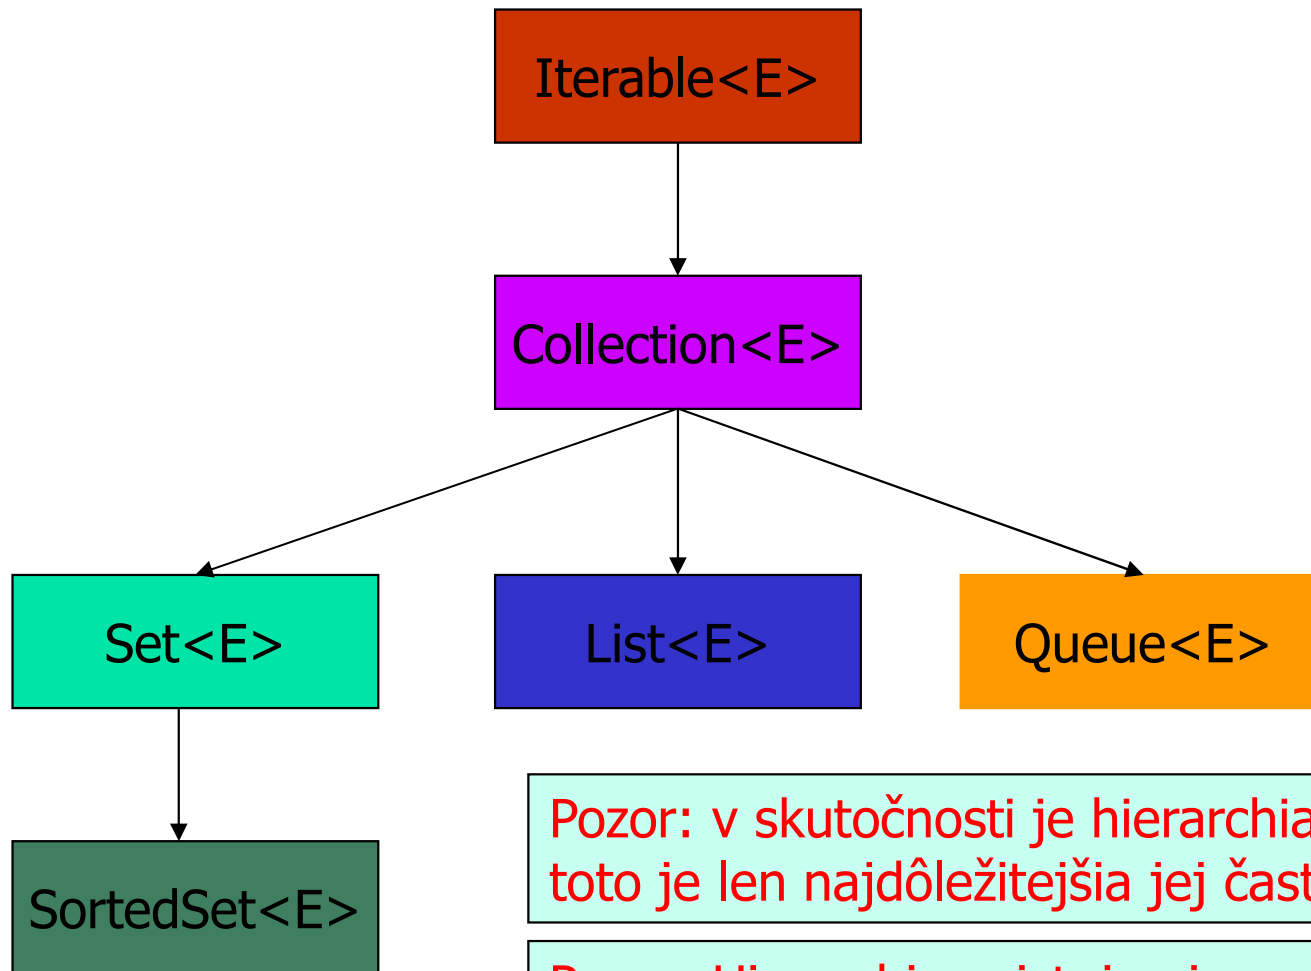 Iterable<E>
Collection<E>
Set<E>
List<E>
Queue<E>
SortedSet<E>
Pozor: v skutočnosti je hierarchia
toto je len najdôležitejšia jej časť